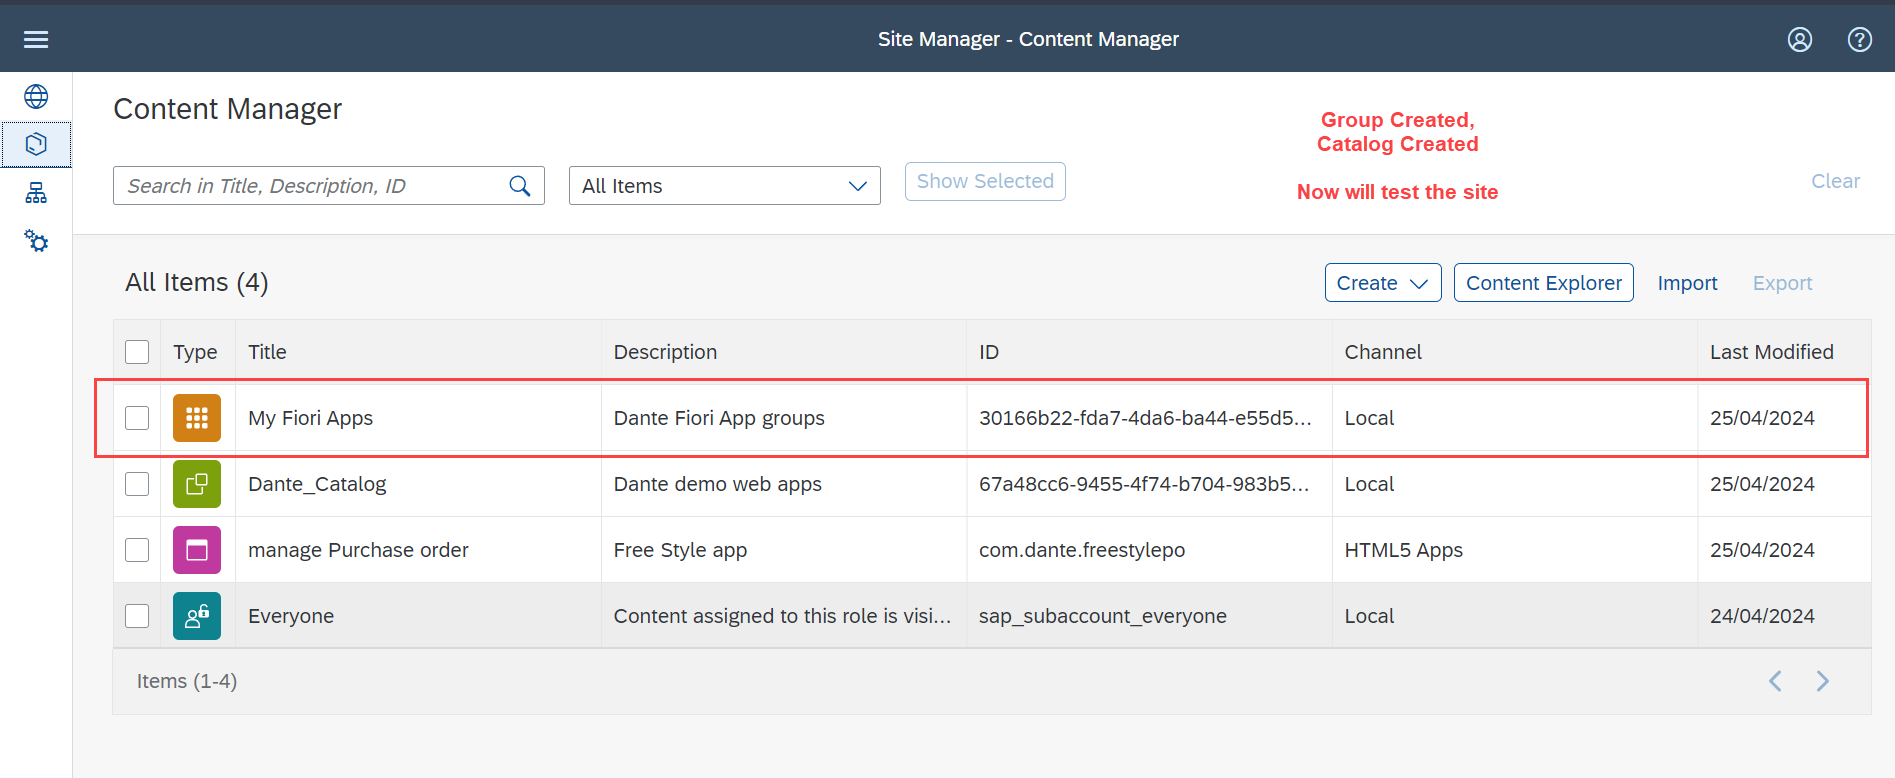 Site Manager - Content Manager
Content Manager
Group Created,
Catalog Created
Now will test the site
Search in Title, Description, ID
All Items
Show Selected
Clear
All Items (4)
Create
Content Explorer
Import
Export
Type Title Description ID Channel Last Modified
My Fiori Apps Dante Fiori App groups 30166b22-fda7-4da6-ba44-e55d5... Local 25/04/2024
Dante_Catalog Dante demo web apps 67a48cc6-9455-4f74-b704-983b5... Local 25/04/2024
manage Purchase order Free Style app com.dante.freestylepo HTML5 Apps 25/04/2024
Everyone Content assigned to this role is visi... sap_subaccount_everyone Local 24/04/2024
Items (1-4)